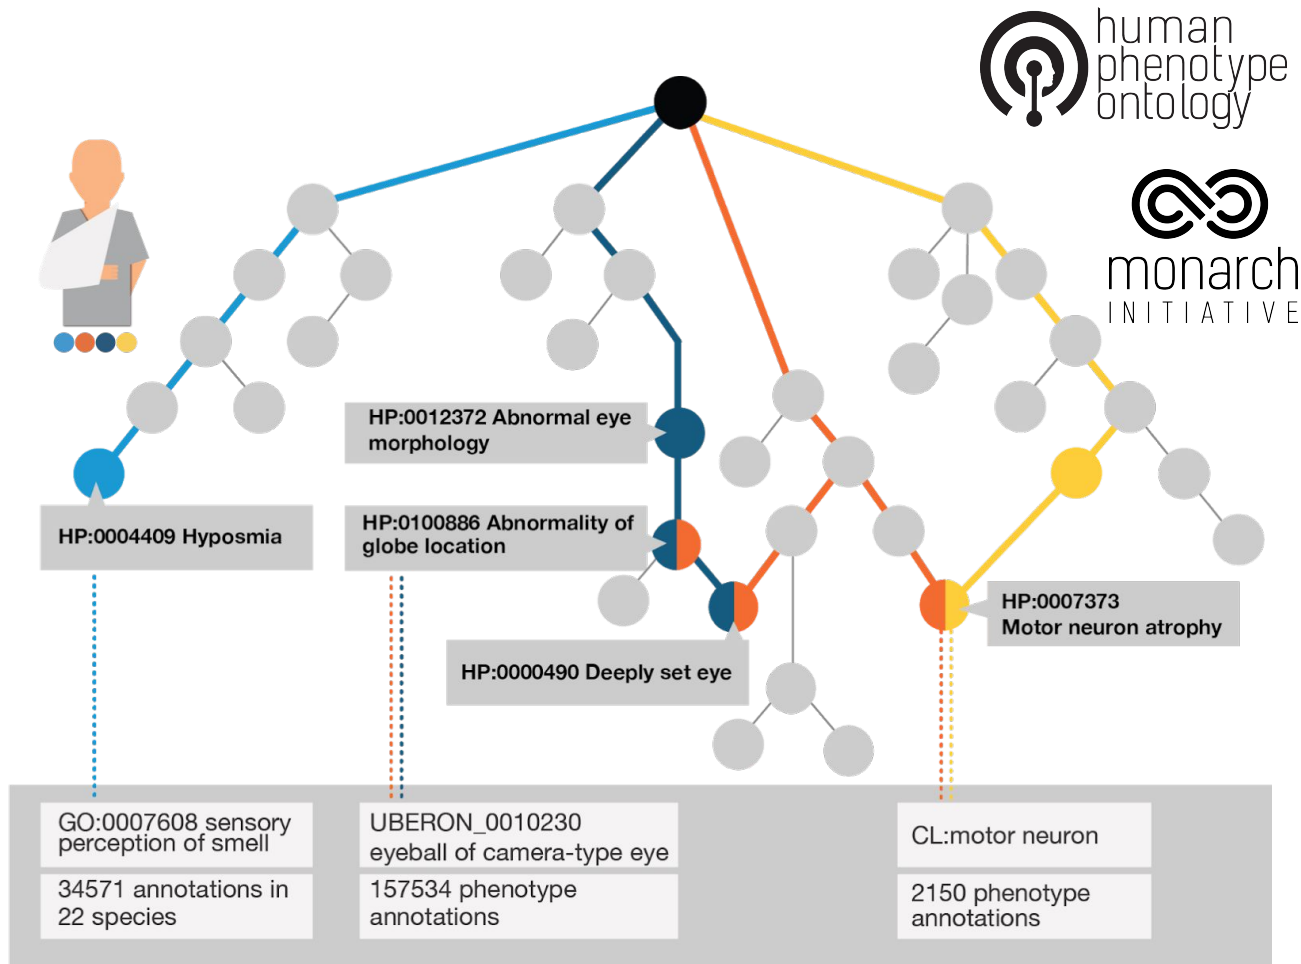 human
phenotype
ontology
monarch
INITIATIVE
HP:0012372 Abnormal eye
morphology
HP:0100886 Abnormality of
globe location
HP:0004409 Hyposmia
HP:0007373
Motor neuron atrophy
HP:0000490 Deeply set eye
GO:0007608 sensory
perception of smell
34571 annotations in
22 species
UBERON_0010230
eyeball of camera-type eye
157534 phenotype
annotations
CL:motor neuron
2150 phenotype
annotations